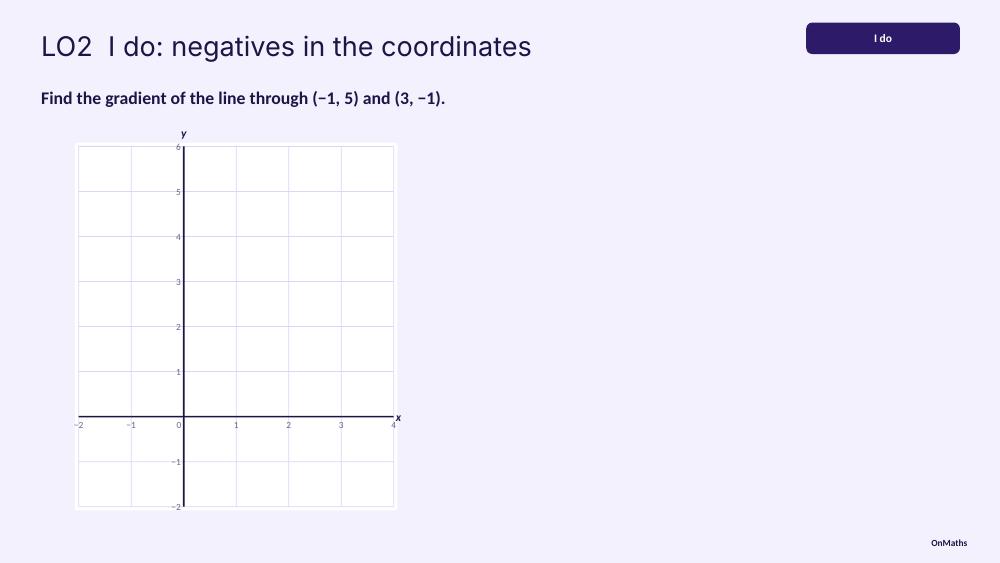 LO2  I do: negatives in the coordinates
I do
Find the gradient of the line through (−1, 5) and (3, −1).
y
6
5
4
3
2
1
x
−2 −1 0 1 2 3 4
−1
−2
OnMaths